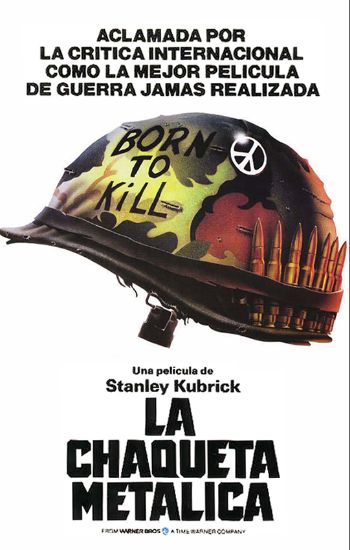 ACLAMADA POR
LA CRITICA INTERNACIONAL
COMO LA MEJOR PELICULA
DE GUERRA JAMAS REALIZADA
BORN
TO
KiLL
Una película de
Stanley Kubrick
LA
CHAQUETA
METALICA
FROM WARNER BROS A TIME WARNER COMPANY